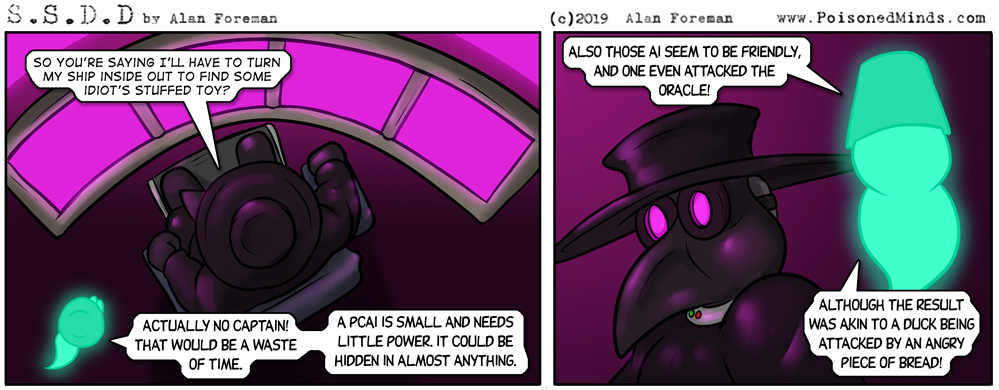 S.S.D.D by Alan Foreman
(c)2019 Alan Foreman www.PoisonedMinds.com
SO YOU'RE SAYING I'LL HAVE TO TURN
MY SHIP INSIDE OUT TO FIND SOME
IDIOT'S STUFFED TOY?
ACTUALLY NO CAPTAIN!
THAT WOULD BE A WASTE
OF TIME.
A PCAI IS SMALL AND NEEDS
LITTLE POWER. IT COULD BE
HIDDEN IN ALMOST ANYTHING.
ALSO THOSE AI SEEM TO BE FRIENDLY,
AND ONE EVEN ATTACKED THE
ORACLE!
ALTHOUGH THE RESULT
WAS AKIN TO A DUCK BEING
ATTACKED BY AN ANGRY
PIECE OF BREAD!